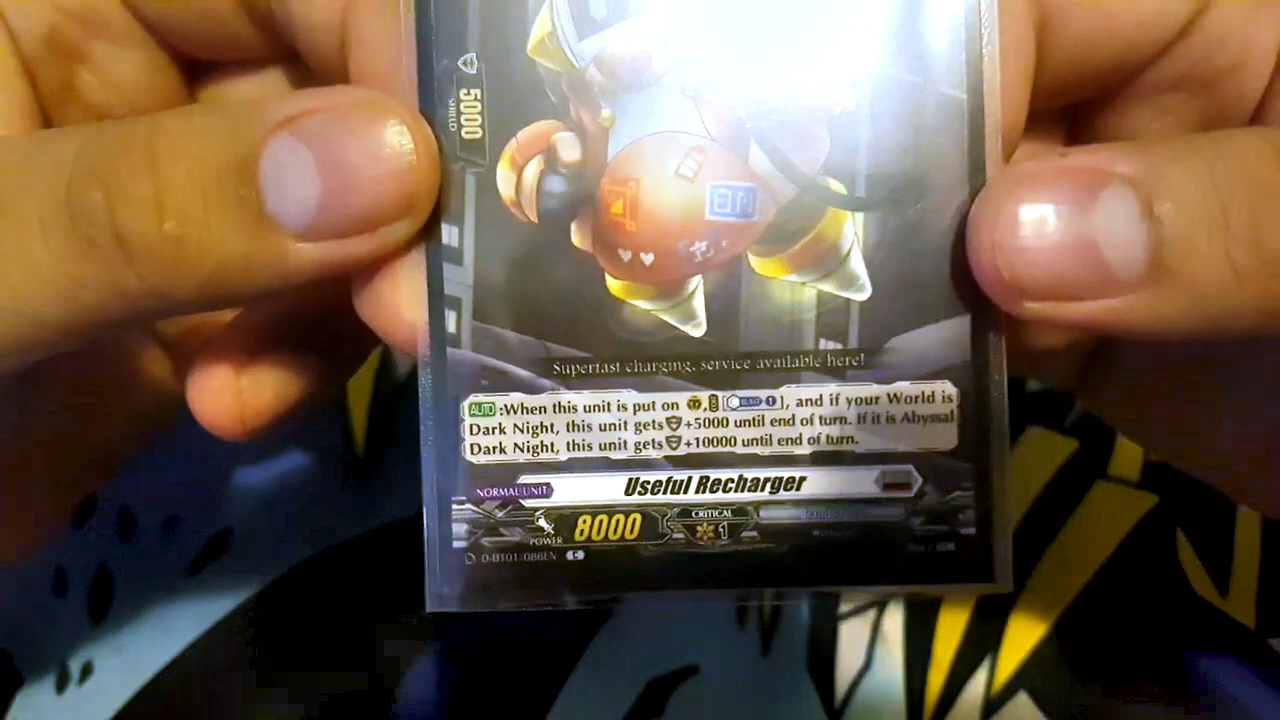 5000
SHIELD
Superfast charging, service available here!
AUTO :When this unit is put on , [ BLAST 1 ], and if your World is
Dark Night, this unit gets +5000 until end of turn. If it is Abyssal
Dark Night, this unit gets +10000 until end of turn.
NORMAL UNIT
Useful Recharger
POWER 8000 CRITICAL 1
D-BT01/086EN C